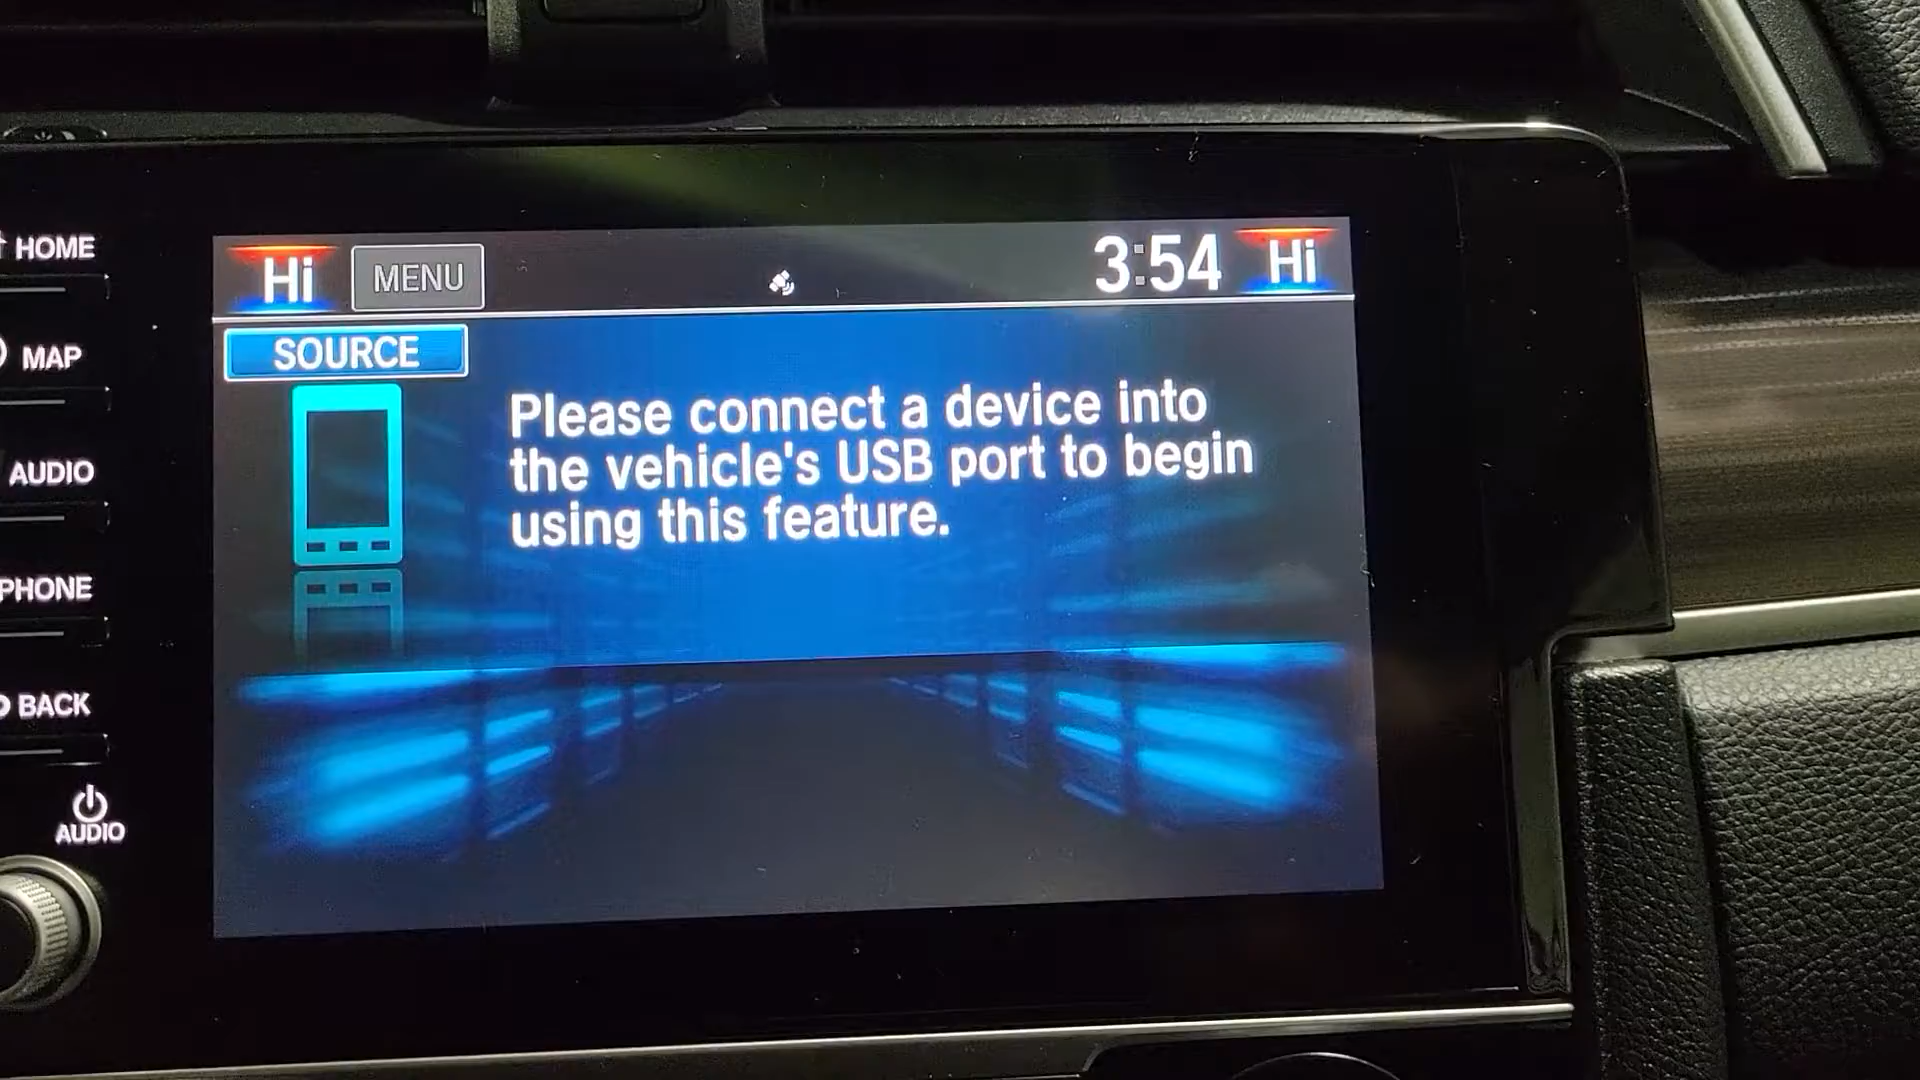 HOME
MAP
AUDIO
PHONE
BACK
AUDIO
Hi MENU 3:54 Hi
SOURCE
Please connect a device into
the vehicle's USB port to begin
using this feature.